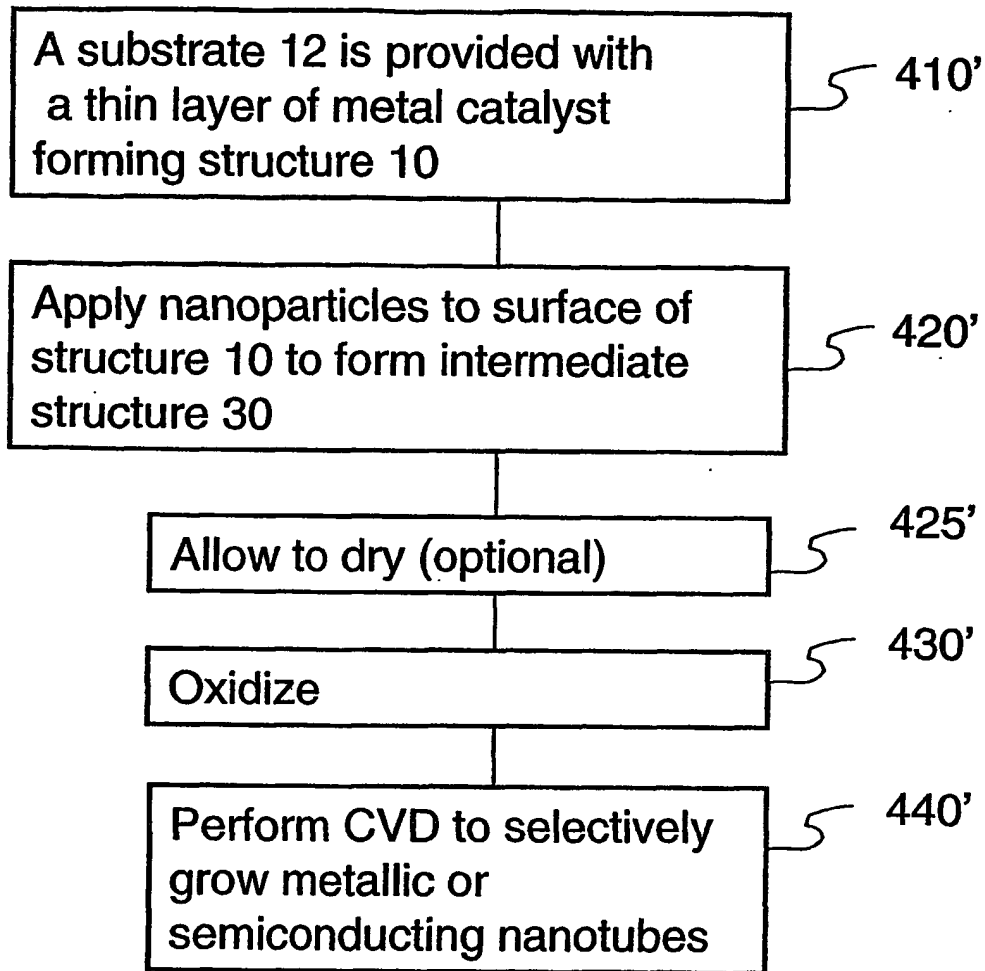 A substrate 12 is provided with
a thin layer of metal catalyst
forming structure 10
410'
Apply nanoparticles to surface of
structure 10 to form intermediate
structure 30
420'
Allow to dry (optional)
425'
Oxidize
430'
Perform CVD to selectively
grow metallic or
semiconducting nanotubes
440'